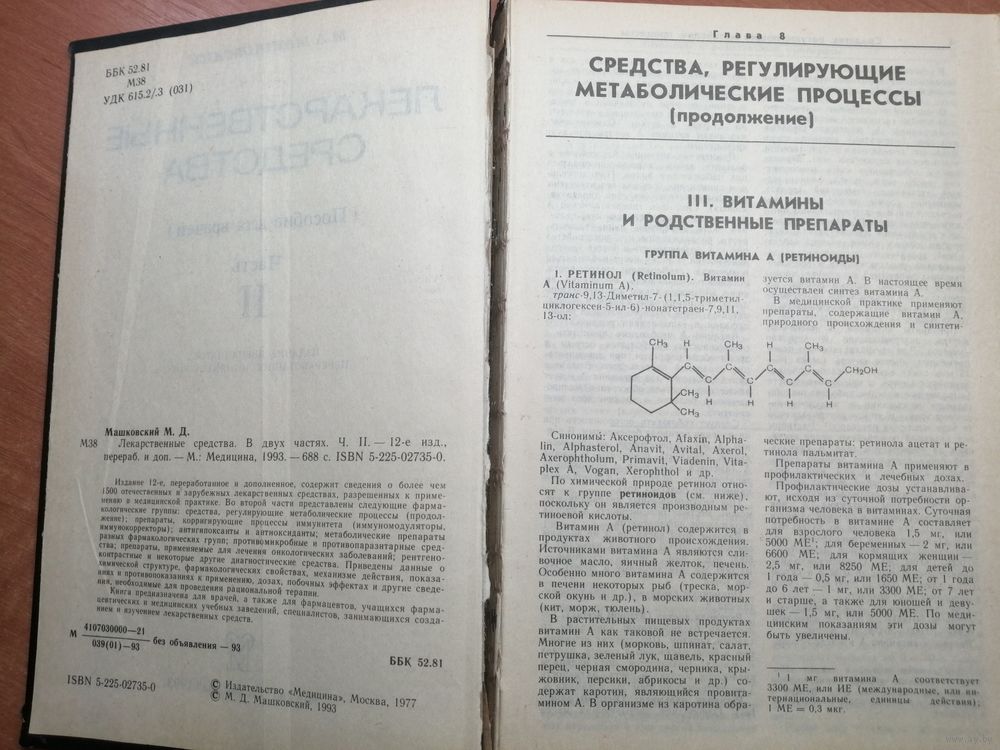 ББК 52.81
М38
УДК 615.2/.3 (031)
Машковский М. Д.
М38 Лекарственные средства. В двух частях. Ч. II. — 12-е изд.,
перераб. и доп. — М.: Медицина, 1993. — 688 с. ISBN 5-225-02735-0.
Издание 12-е, переработанное и дополненное, содержит сведения о более чем
1500 отечественных и зарубежных лекарственных средствах, разрешенных к приме-
нению в медицинской практике. Во второй части представлены следующие фарма-
кологические группы: средства, регулирующие метаболические процессы (продол-
жение); препараты, корригирующие процессы иммунитета (иммуномодуляторы,
иммунокорректоры); антигипоксанты и антиоксиданты; метаболические препараты
разных фармакологических групп; противомикробные и противопаразитарные сред-
ства; препараты, применяемые для лечения онкологических заболеваний; рентгено-
контрастные и некоторые другие диагностические средства. Приведены данные о
химической структуре, фармакологических свойствах, механизме действия, показа-
ниях и противопоказаниях к применению, дозах, побочных эффектах и другие сведе-
ния, необходимые для проведения рациональной терапии.
Книга предназначена для врачей, а также для фармацевтов, учащихся фарма-
цевтических и медицинских учебных заведений, специалистов, занимающихся созда-
нием и изучением лекарственных средств.
М 4107030000—21
039(01)—93 без объявления — 93
ББК 52.81
ISBN 5-225-02735-0
© Издательство «Медицина», Москва, 1977
© М. Д. Машковский, 1993
Глава 8
СРЕДСТВА, РЕГУЛИРУЮЩИЕ
МЕТАБОЛИЧЕСКИЕ ПРОЦЕССЫ
(продолжение)
III. ВИТАМИНЫ
И РОДСТВЕННЫЕ ПРЕПАРАТЫ
ГРУППА ВИТАМИНА А (РЕТИНОИДЫ)
1. РЕТИНОЛ (Retinolum). Витамин
А (Vitaminum A).
транс-9,13-Диметил-7- (1,1,5-триметил-
циклогексен-5-ил-6) -нонатетраен-7,9,11,
13-ол:
зуется витамин А. В настоящее время
осуществлен синтез витамина А.
В медицинской практике применяют
препараты, содержащие витамин А,
природного происхождения и синтети-
CH3 H CH3 H CH3
C C C C C CH2OH
C C C
CH3 H H H H
CH3
Синонимы: Аксерофтол, Afaxin, Alpha-
lin, Alphasterol, Anavit, Avital, Axerol,
Axerophtholum, Primavit, Viadenin, Vita-
plex A, Vogan, Xerophthol и др.
По химической природе ретинол отно-
сят к группе ретиноидов (см. ниже),
поскольку он является производным ре-
тиноевой кислоты.
Витамин А (ретинол) содержится в
продуктах животного происхождения.
Источниками витамина А являются сли-
вочное масло, яичный желток, печень.
Особенно много витамина А содержится
в печени некоторых рыб (треска, мор-
ской окунь и др.), в морских животных
(кит, морж, тюлень).
В растительных пищевых продуктах
витамин А как таковой не встречается.
Многие из них (морковь, шпинат, салат,
петрушка, зеленый лук, щавель, красный
перец, черная смородина, черника, кры-
жовник, персики, абрикосы и др.) со-
держат каротин, являющийся провита-
мином А. В организме из каротина обра-
ческие препараты: ретинола ацетат и ре-
тинола пальмитат.
Препараты витамина А применяют в
профилактических и лечебных дозах.
Профилактические дозы устанавлива-
ют, исходя из суточной потребности ор-
ганизма человека в витаминах. Суточная
потребность в витамине А составляет
для взрослого человека 1,5 мг, или
5000 МЕ¹; для беременных — 2 мг, или
6600 МЕ; для кормящих женщин —
2,5 мг, или 8250 МЕ; для детей до
1 года — 0,5 мг, или 1650 МЕ; от 1 года
до 6 лет — 1 мг, или 3300 МЕ; от 7 лет
и старше, а также для юношей и деву-
шек — 1,5 мг, или 5000 МЕ. По меди-
цинским показаниям эти дозы могут
быть увеличены.
¹ 1 мг витамина А соответствует
3300 МЕ, или ИЕ (международные, или ин-
тернациональные, единицы действия);
1 МЕ = 0,3 мкг.